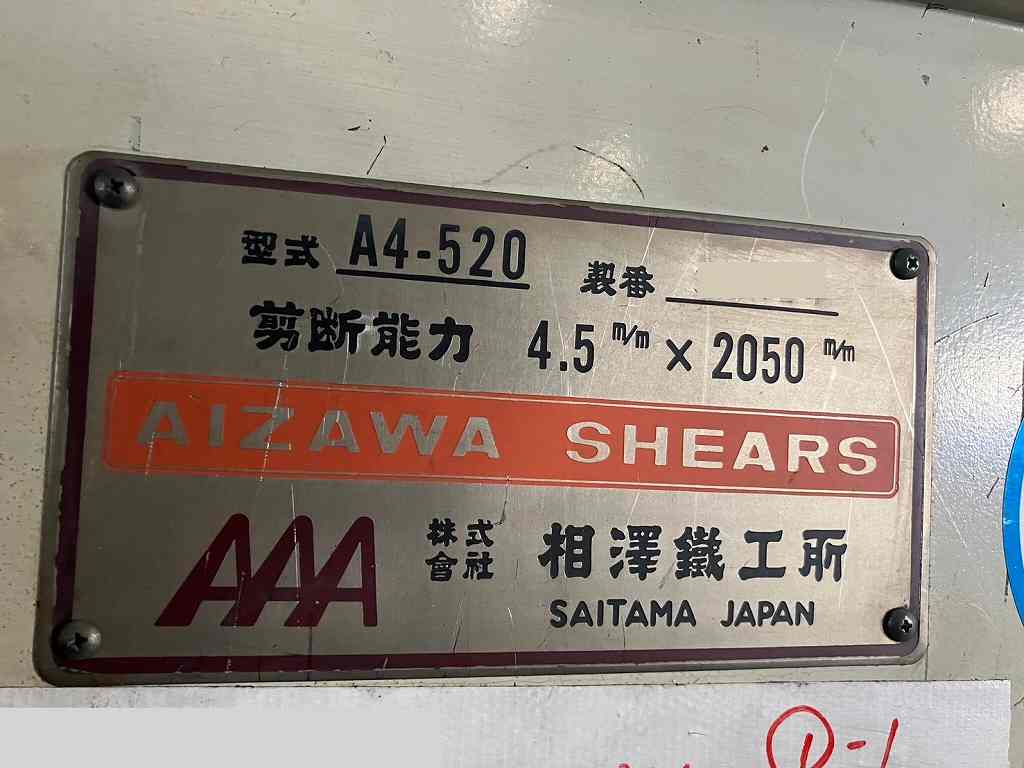 型式 A4-520 製番
剪断能力 4.5 m/m × 2050 m/m
AIZAWA SHEARS
AAA 株式會社 相澤鐵工所
SAITAMA JAPAN
Ⓓ-1